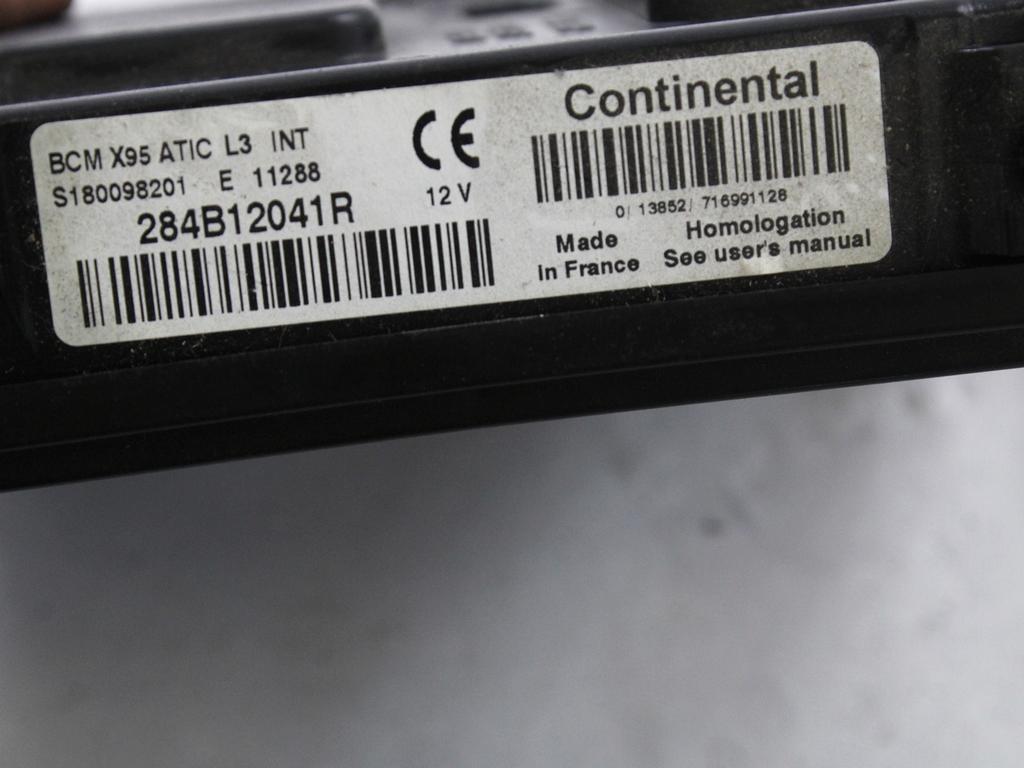 BCM X95 ATIC L3 INT
S180098201 E 11288
284B12041R
CE
12 V
Continental
0/ 13852/ 716991128
Made
in France
Homologation
See user's manual